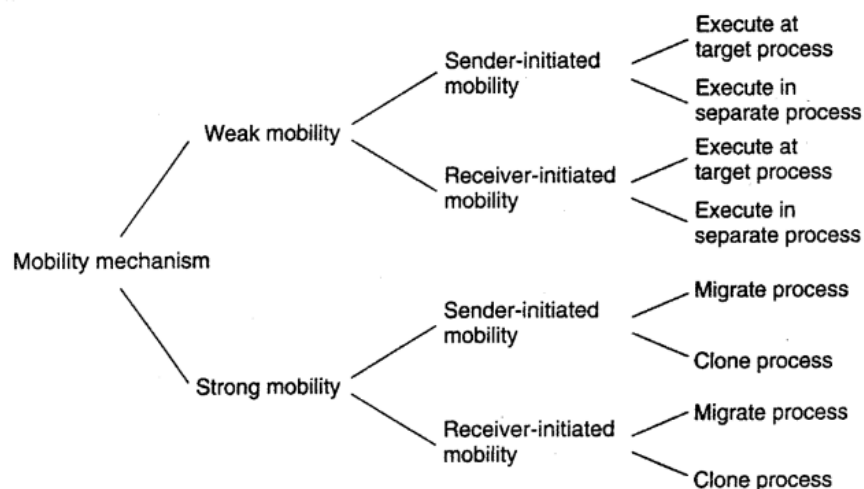 Execute at
target process
Sender-initiated
mobility
Execute in
separate process
Weak mobility
Execute at
target process
Receiver-initiated
mobility
Execute in
separate process
Mobility mechanism
Migrate process
Sender-initiated
mobility
Clone process
Strong mobility
Migrate process
Receiver-initiated
mobility
Clone process